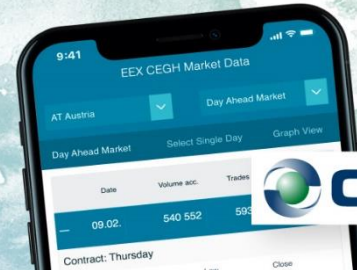 9:41
EEX CEGH Market Data
AT Austria
Day Ahead Market
Day Ahead Market
Select Single Day
Graph View
Date
Volume acc.
Trades
09.02.
540 552
593
Contract: Thursday
Close